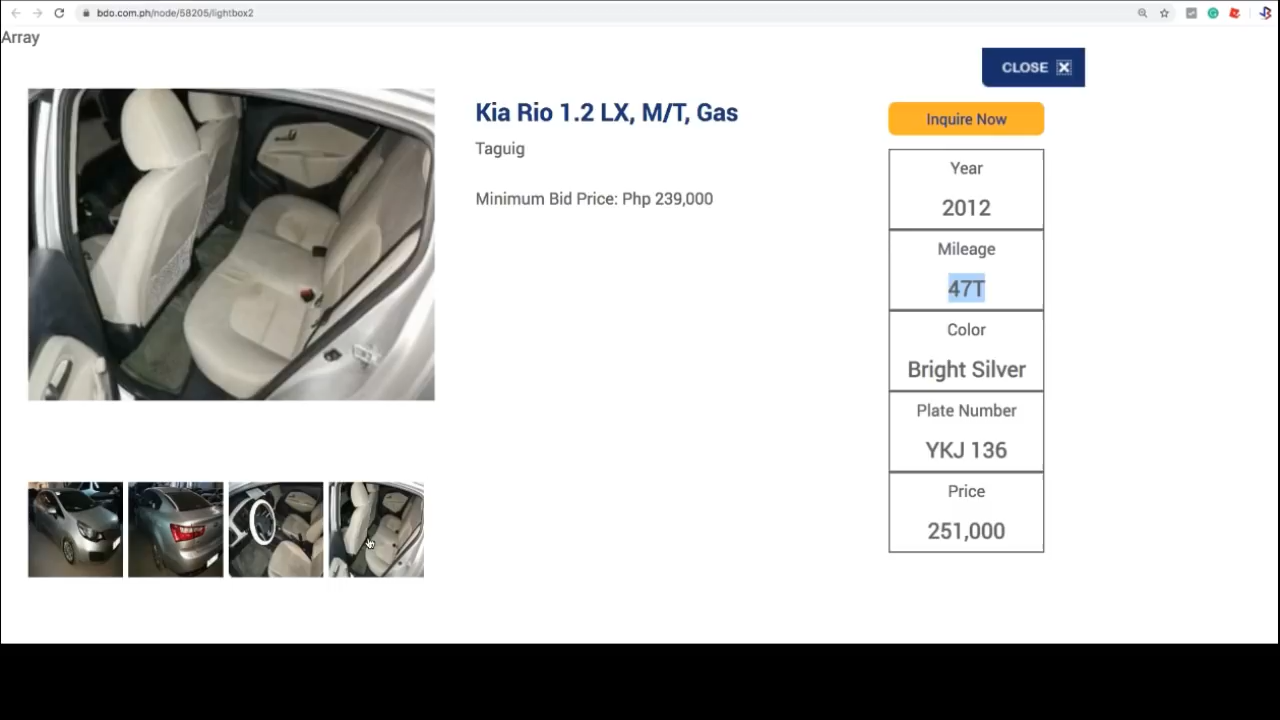 bdo.com.ph/node/58205/lightbox2
Array
CLOSE
Kia Rio 1.2 LX, M/T, Gas
Taguig
Minimum Bid Price: Php 239,000
Inquire Now
Year
2012
Mileage
47T
Color
Bright Silver
Plate Number
YKJ 136
Price
251,000